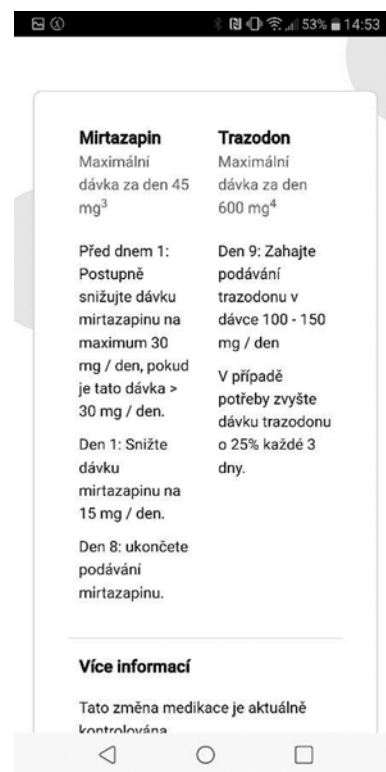 53% 14:53
Mirtazapin
Maximální
dávka za den 45
mg3
Před dnem 1:
Postupně
snižujte dávku
mirtazapinu na
maximum 30
mg / den, pokud
je tato dávka >
30 mg / den.
Den 1: Snižte
dávku
mirtazapinu na
15 mg / den.
Den 8: ukončete
podávání
mirtazapinu.
Trazodon
Maximální
dávka za den
600 mg4
Den 9: Zahajte
podávání
trazodonu v
dávce 100 - 150
mg / den
V případě
potřeby zvyšte
dávku trazodonu
o 25% každé 3
dny.
Více informací
Tato změna medikace je aktuálně
kontrolována